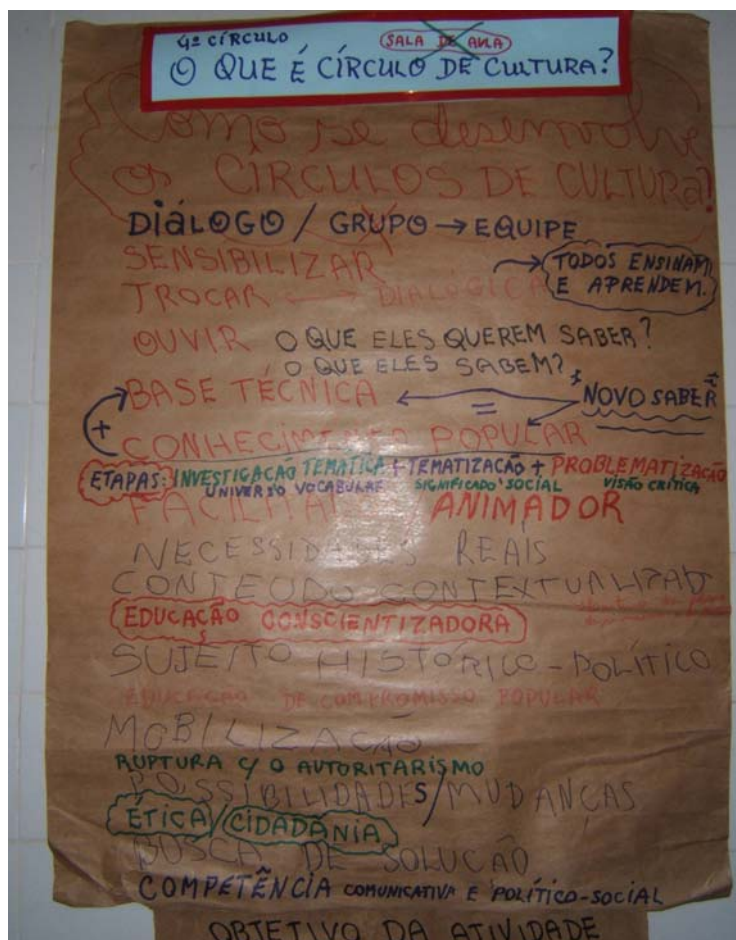 4º CÍRCULO SALA DE AULA
O QUE É CÍRCULO DE CULTURA?
Como se desenvolve
os CÍRCULOS DE CULTURA?
DIÁLOGO / GRUPO → EQUIPE
SENSIBILIZAR
TODOS ENSINAM
TROCAR ← → DIALÓGICA
E APRENDEM.
OUVIR O QUE ELES QUEREM SABER?
O QUE ELES SABEM?
BASE TÉCNICA ← NOVO SABER
+ =
CONHECIMENTO POPULAR
ETAPAS: INVESTIGAÇÃO TEMÁTICA + TEMATIZAÇÃO + PROBLEMATIZAÇÃO
UNIVERSO VOCABULAR SIGNIFICADO SOCIAL VISÃO CRÍTICA
FACILITAR ANIMADOR
NECESSIDADES REAIS
CONTEÚDO CONTEXTUALIZAD
EDUCAÇÃO CONSCIENTIZADORA
SUJEITO HISTÓRICO-POLÍTICO
EDUCAÇÃO DE COMPROMISSO POPULAR
MOBILIZAÇÃO
RUPTURA C/ O AUTORITARISMO
POSSIBILIDADES/MUDANÇAS
ÉTICA/CIDADANIA
BUSCA DE SOLUCÃO
COMPETÊNCIA COMUNICATIVA E POLÍTICO-SOCIAL
OBJETIVO DA ATIVIDADE